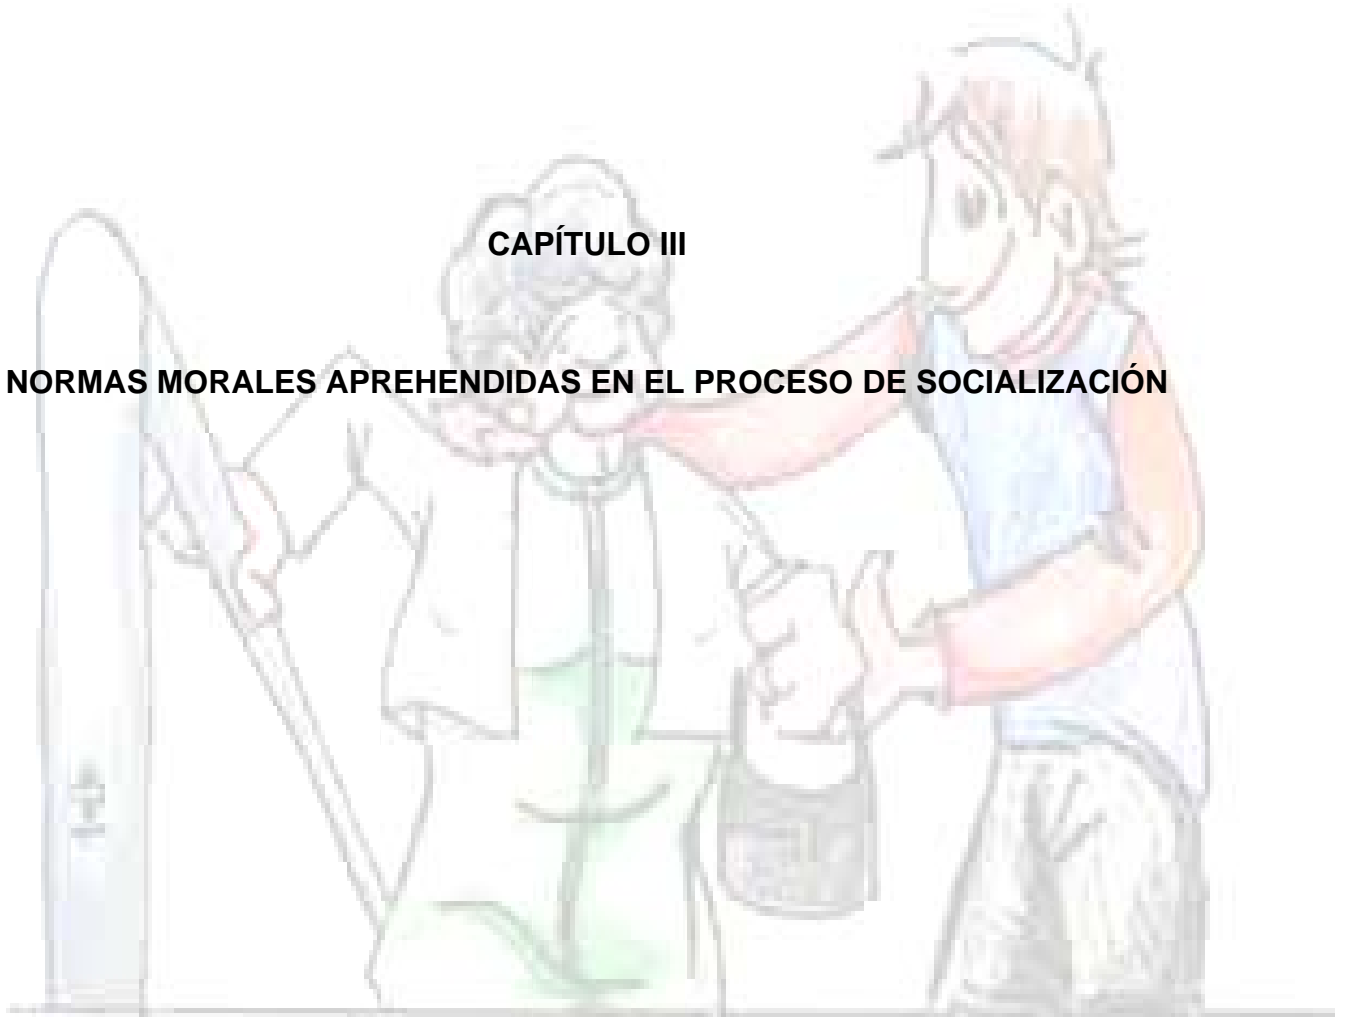 CAPÍTULO III
NORMAS MORALES APREHENDIDAS EN EL PROCESO DE SOCIALIZACIÓN